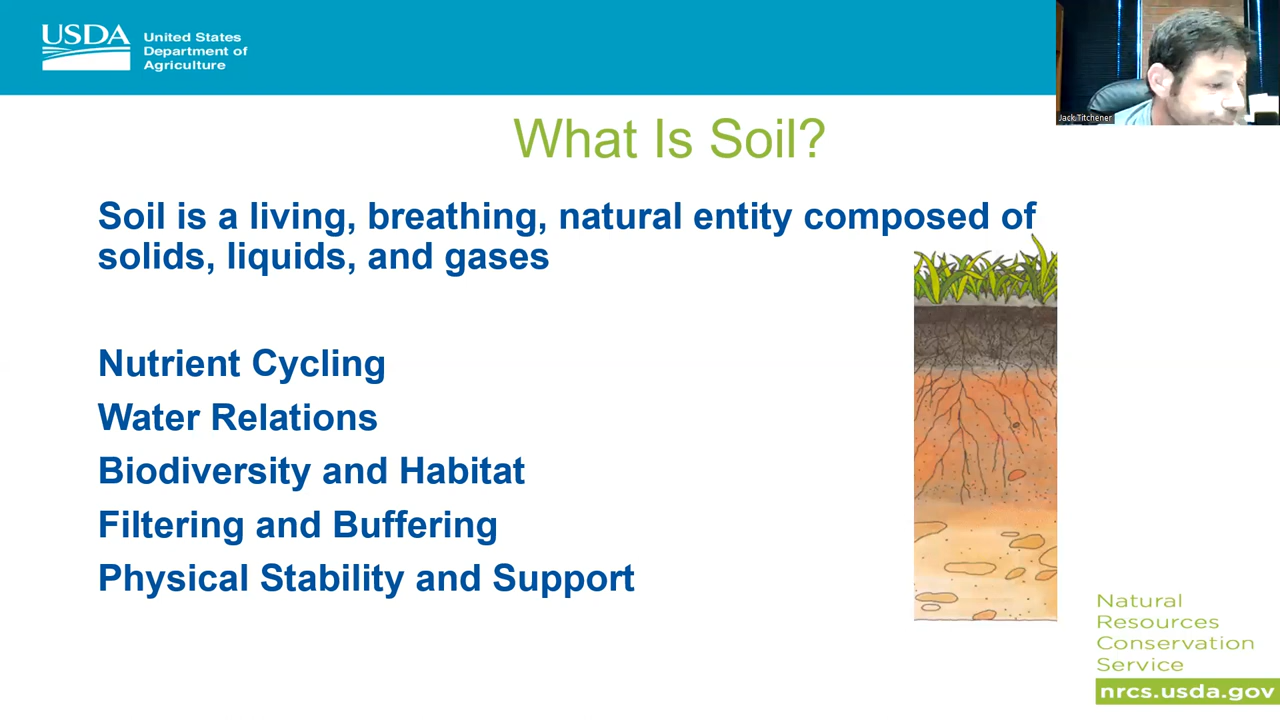 USDA
United States
Department of
Agriculture
Jack Titchener
What Is Soil?
Soil is a living, breathing, natural entity composed of
solids, liquids, and gases
Nutrient Cycling
Water Relations
Biodiversity and Habitat
Filtering and Buffering
Physical Stability and Support
Natural
Resources
Conservation
Service
nrcs.usda.gov